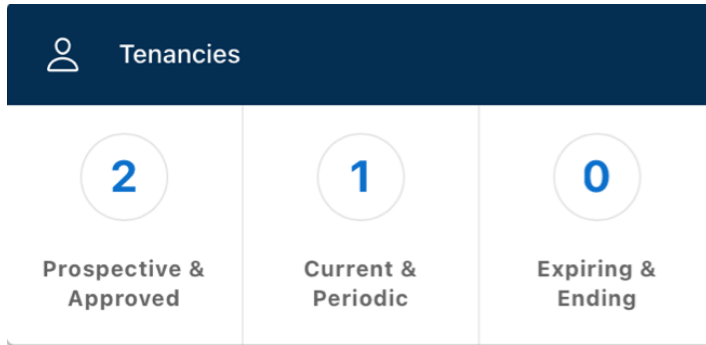 Tenancies
2
1
0
Prospective &
Approved
Current &
Periodic
Expiring &
Ending